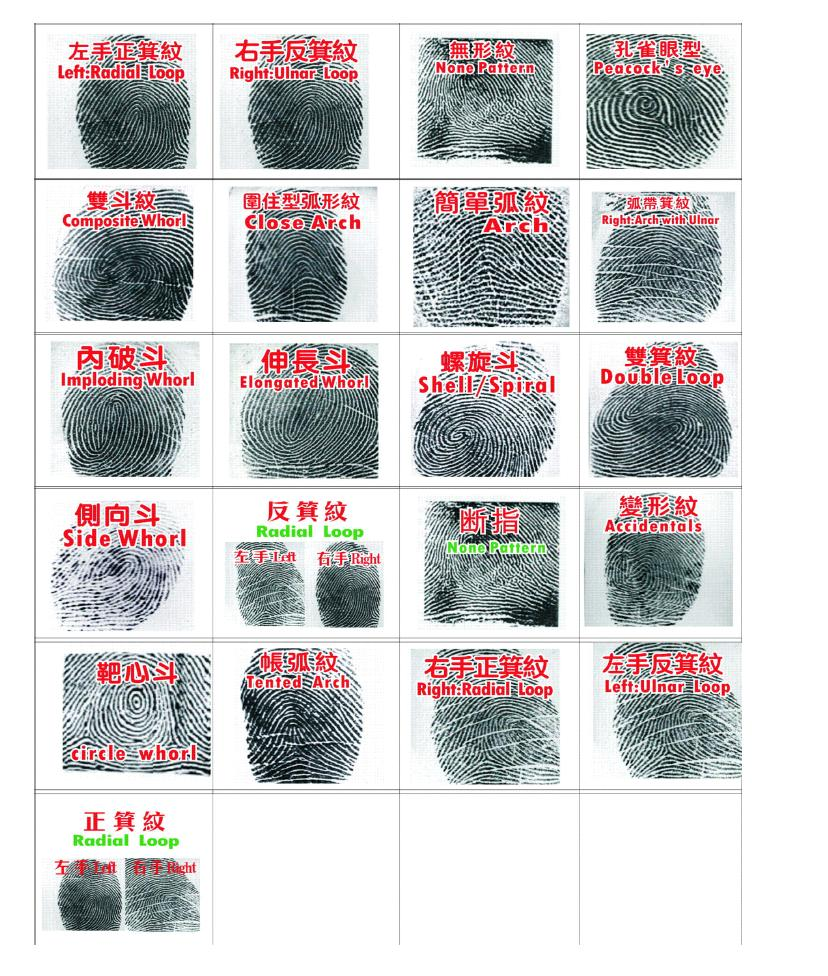 左手正箕紋
Left:Radial Loop
右手反箕紋
Right:Ulnar Loop
無形紋
None Pattern
孔雀眼型
Peacock's eye
雙斗紋
Composite Whorl
圍住型弧形紋
Close Arch
簡單弧紋
Arch
弧帶箕紋
Right:Arch with Ulnar
內破斗
Imploding Whorl
伸長斗
Elongated Whorl
螺旋斗
Shell/Spiral
雙箕紋
Double Loop
側向斗
Side Whorl
反箕紋
Radial Loop
左手Left 右手Right
断指
None Pattern
變形紋
Accidentals
靶心斗
circle whorl
帳弧紋
Tented Arch
右手正箕紋
Right:Radial Loop
左手反箕紋
Left:Ulnar Loop
正箕紋
Radial Loop
左手Left 右手Right